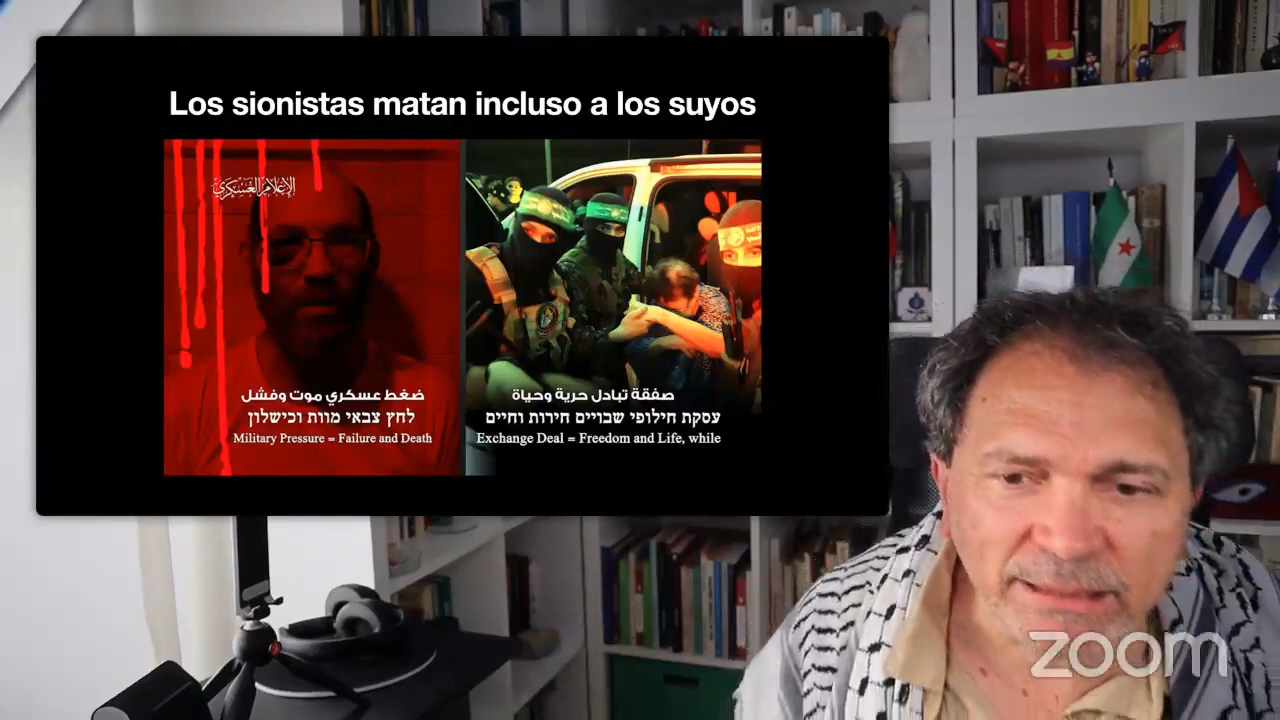 Los sionistas matan incluso a los suyos
الإعلام العسكري
ضغط عسكري موت وفشل
לחץ צבאי מוות וכישלון
Military Pressure = Failure and Death
صفقة تبادل حرية وحياة
עסקת חילופי שבויים חירות וחיים
Exchange Deal = Freedom and Life, while
zoom